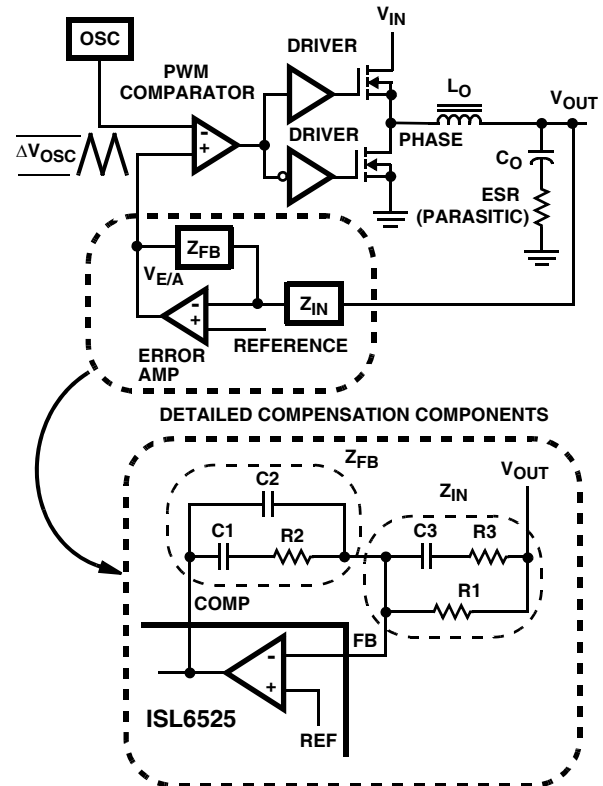 OSC
V_IN
DRIVER
PWM
COMPARATOR
L_O
V_OUT
-
+
DRIVER
PHASE
ΔV_OSC
C_O
ESR
(PARASITIC)
Z_FB
V_E/A
-
+
Z_IN
REFERENCE
ERROR
AMP
DETAILED COMPENSATION COMPONENTS
Z_FB
V_OUT
C2
Z_IN
C1
R2
C3
R3
R1
COMP
FB
-
+
ISL6525
REF